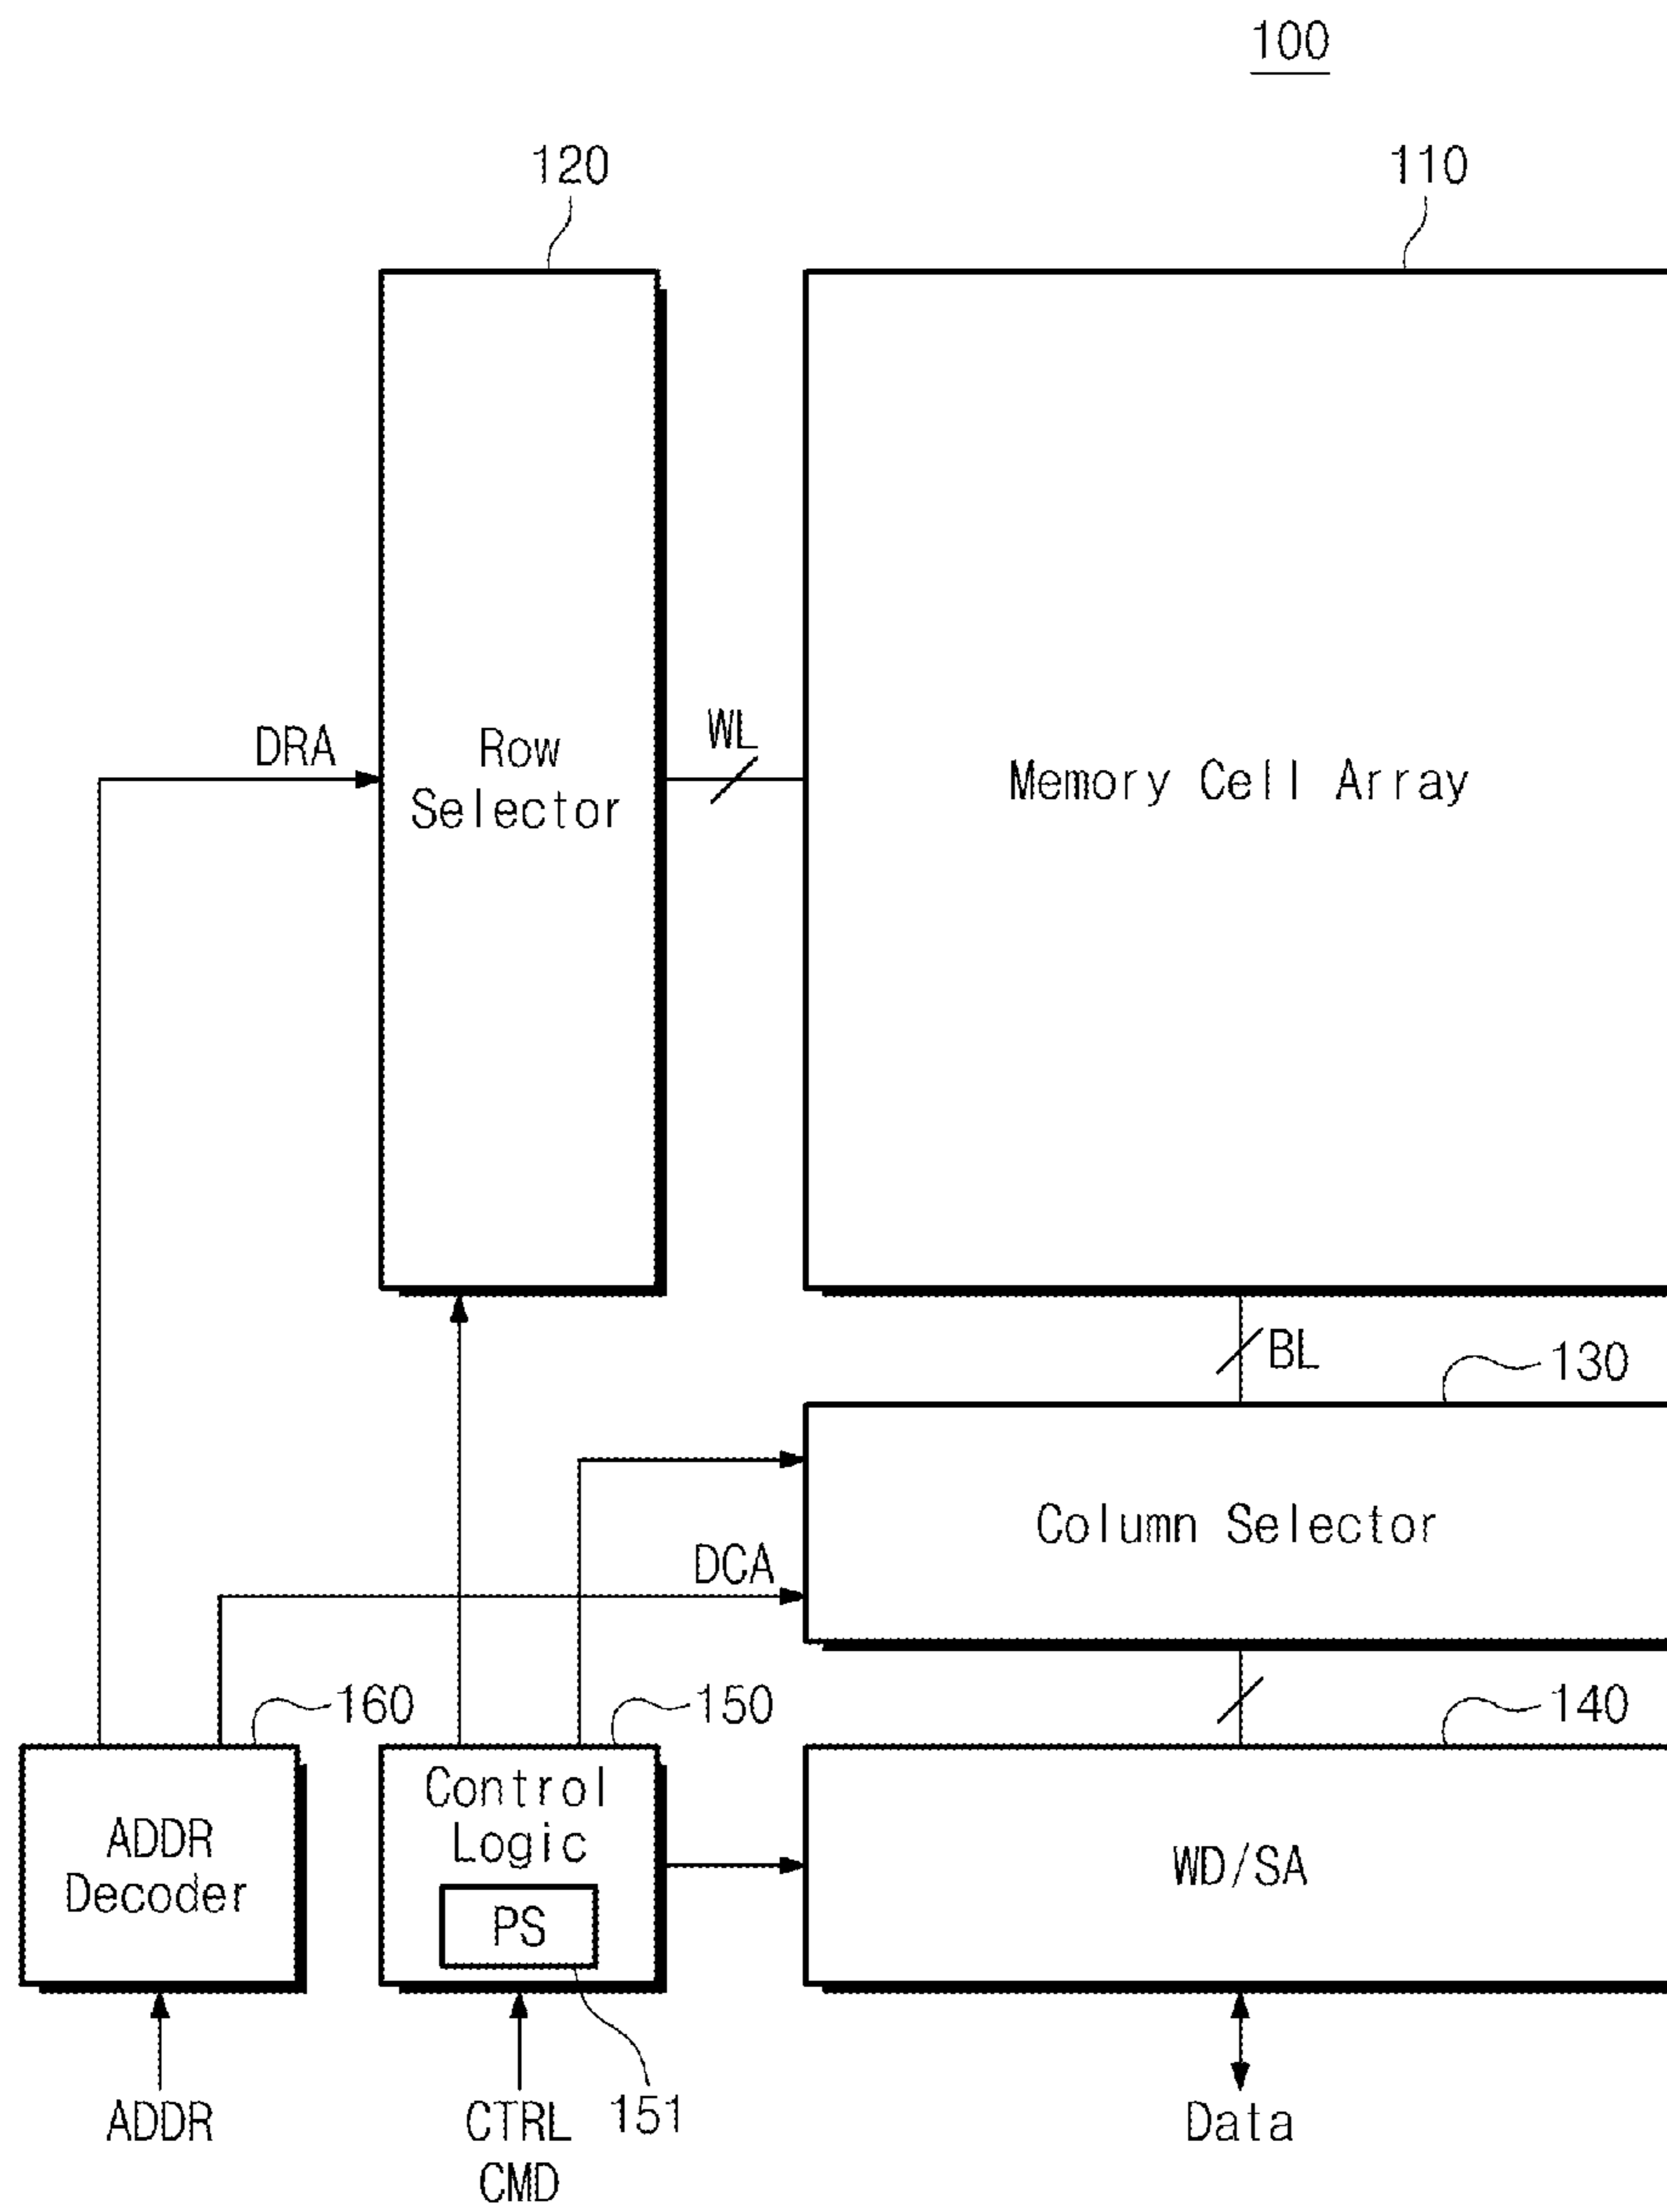 100
120
110
DRA
Row
Selector
WL
Memory Cell Array
BL
130
Column Selector
DCA
160
150
140
ADDR
Decoder
Control
Logic
PS
WD/SA
ADDR
CTRL
CMD
151
Data